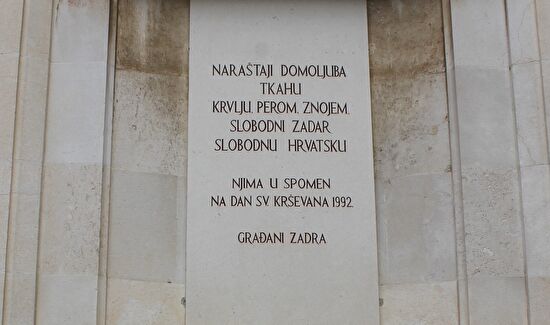 NARAŠTAJI DOMOLJUBA
TKAHU
KRVLJU, PEROM, ZNOJEM,
SLOBODNI ZADAR
SLOBODNU HRVATSKU
NJIMA U SPOMEN
NA DAN SV. KRŠEVANA 1992.
GRAĐANI ZADRA